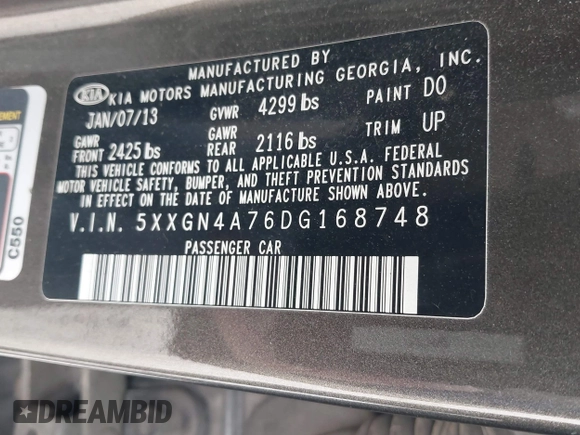 MANUFACTURED BY
KIA KIA MOTORS MANUFACTURING GEORGIA, INC.
JAN/07/13 GVWR 4299 lbs PAINT DO
GAWR FRONT 2425 lbs GAWR REAR 2116 lbs TRIM UP
THIS VEHICLE CONFORMS TO ALL APPLICABLE U.S.A. FEDERAL
MOTOR VEHICLE SAFETY, BUMPER, AND THEFT PREVENTION STANDARDS
IN EFFECT ON THE DATE OF MANUFACTURE SHOWN ABOVE.
V.I.N. 5XXGN4A76DG168748
PASSENGER CAR
C550
DREAMBID